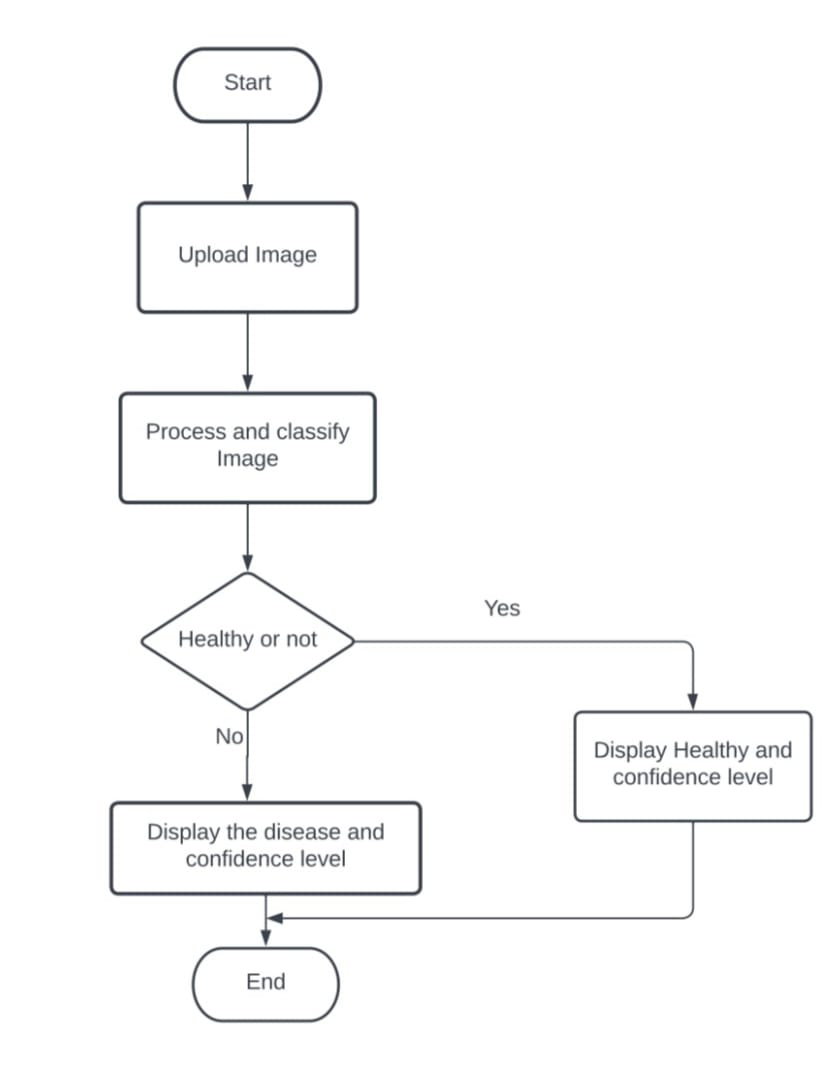 Start
Upload Image
Process and classify
Image
Healthy or not
Yes
No
Display Healthy and
confidence level
Display the disease and
confidence level
End